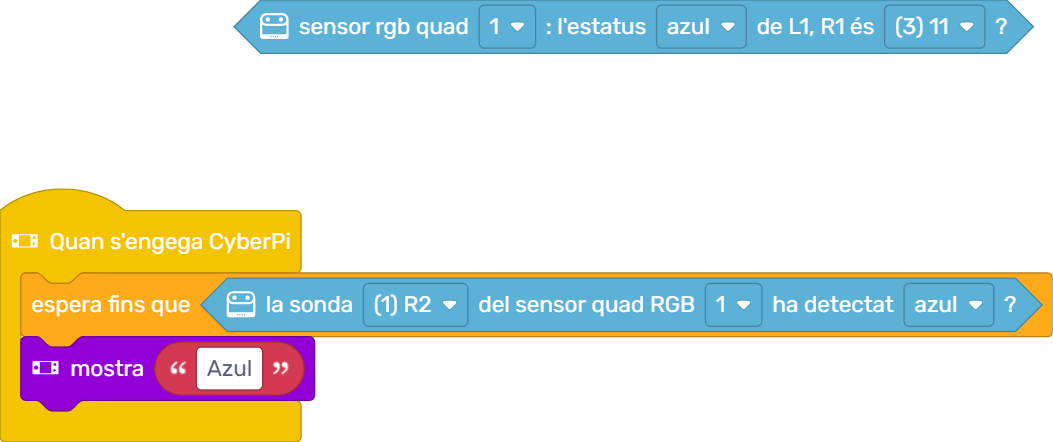 sensor rgb quad 1 : l'estatus azul de L1, R1 és (3) 11 ?
Quan s'engega CyberPi
espera fins que la sonda (1) R2 del sensor quad RGB 1 ha detectat azul ?
mostra “ Azul ”